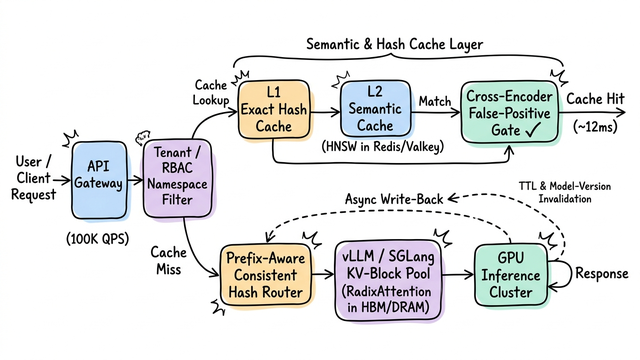 Semantic & Hash Cache Layer
Cache
Lookup
L1
Exact Hash
Cache
L2
Semantic
Cache
(HNSW in Redis/Valkey)
Match
Cross-Encoder
False-Positive
Gate ✓
Cache Hit
(~12ms)
User /
Client
Request
API
Gateway
(100K QPS)
Tenant /
RBAC
Namespace
Filter
Cache
Miss
Async Write-Back
TTL & Model-Version
Invalidation
Prefix-Aware
Consistent
Hash Router
vLLM / SGLang
KV-Block Pool
(RadixAttention
in HBM/DRAM)
GPU
Inference
Cluster
Response